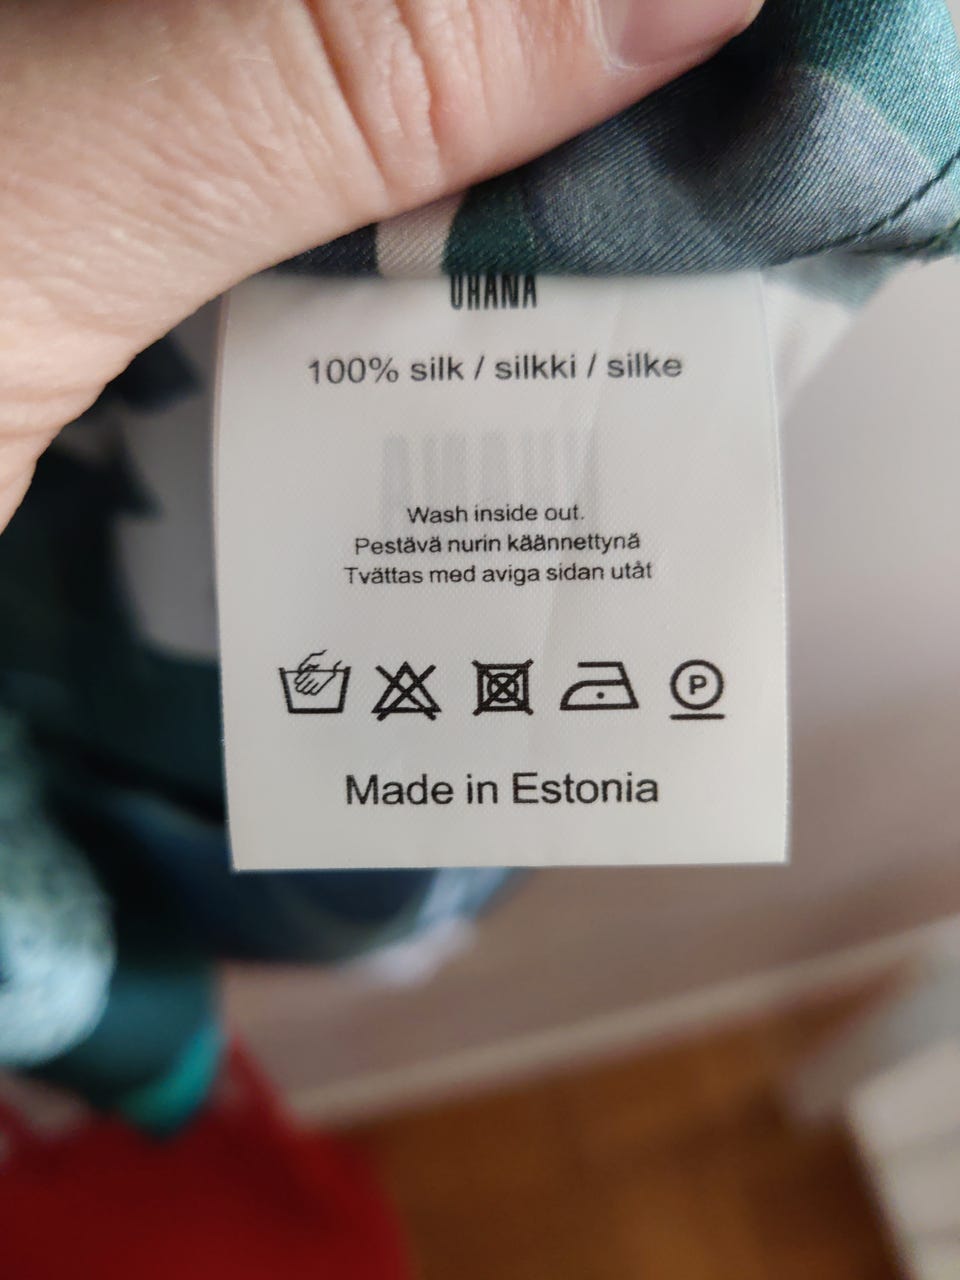 UHANA
100% silk / silkki / silke
Wash inside out.
Pestävä nurin käännettynä
Tvättas med aviga sidan utåt
P
Made in Estonia